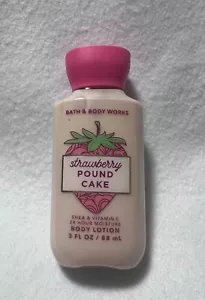 BATH & BODY WORKS
strawberry
POUND
CAKE
SHEA & VITAMIN E
24 HOUR MOISTURE
BODY LOTION
3 FL OZ / 88 mL